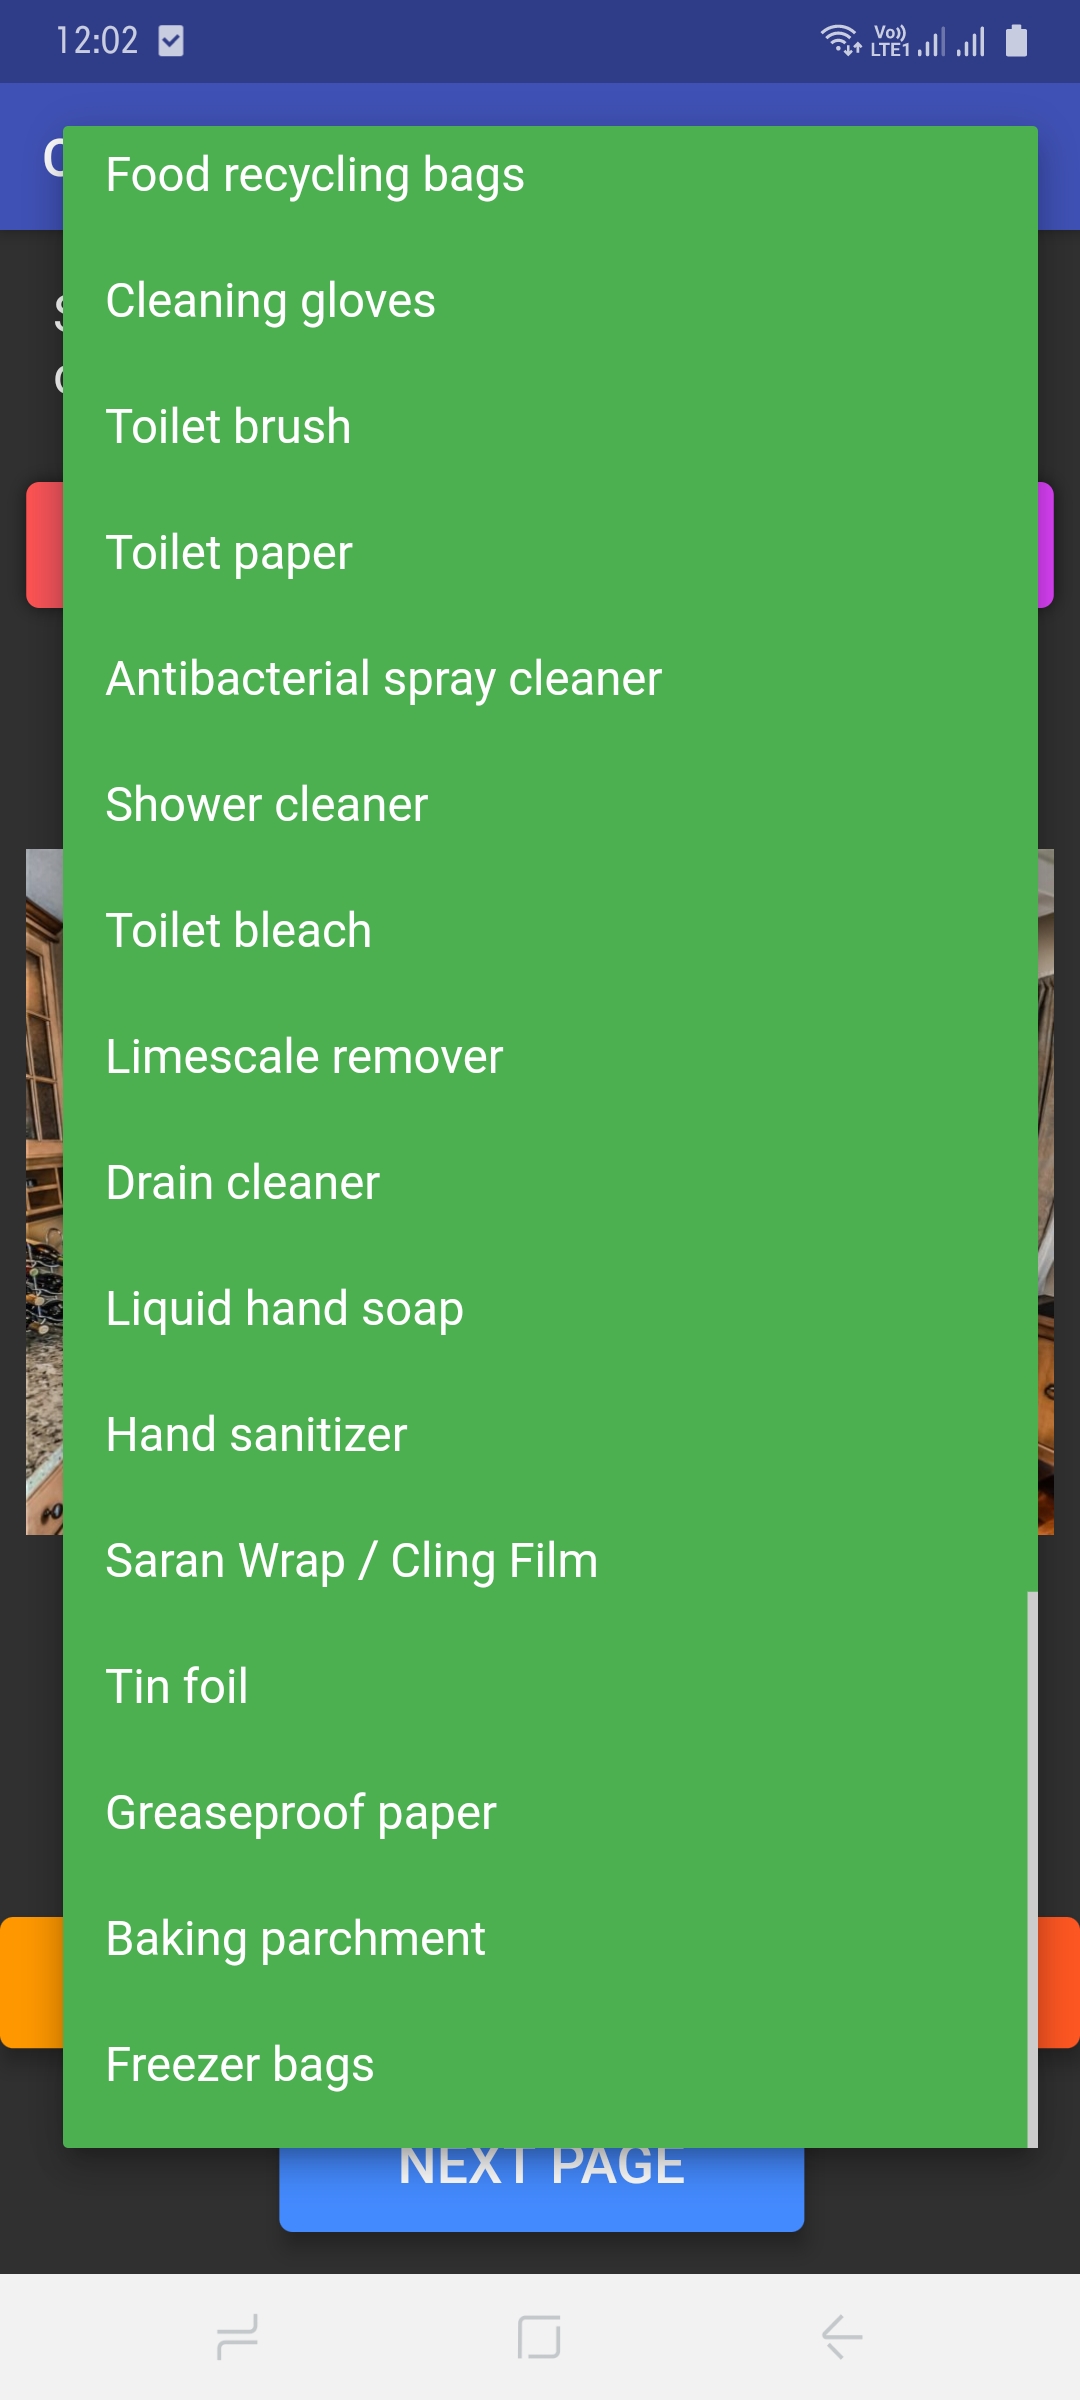 12:02
Vo))
LTE1
Food recycling bags
Cleaning gloves
Toilet brush
Toilet paper
Antibacterial spray cleaner
Shower cleaner
Toilet bleach
Limescale remover
Drain cleaner
Liquid hand soap
Hand sanitizer
Saran Wrap / Cling Film
Tin foil
Greaseproof paper
Baking parchment
Freezer bags
NEXT PAGE